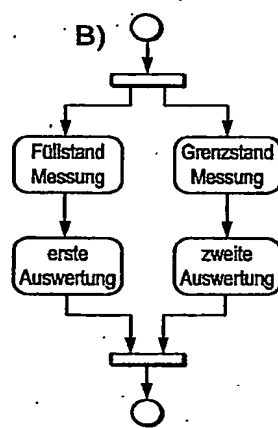 B)
Füllstand
Messung
Grenzstand
Messung
erste
Auswertung
zweite
Auswertung